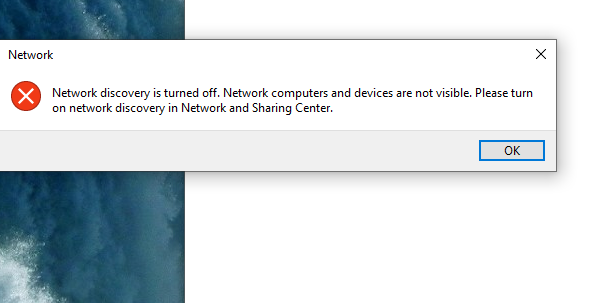 Network
Network discovery is turned off. Network computers and devices are not visible. Please turn
on network discovery in Network and Sharing Center.
OK